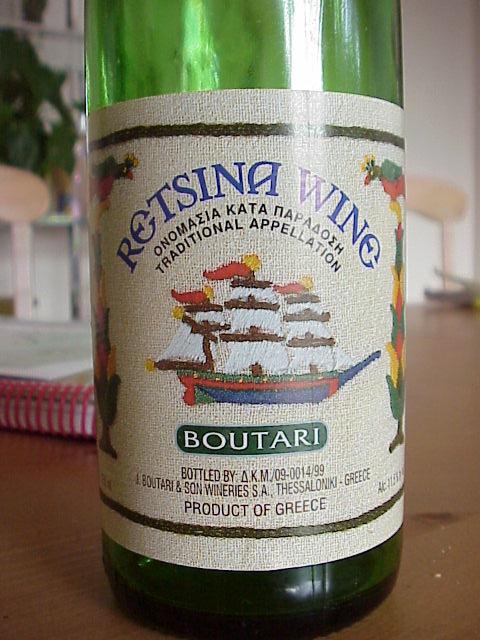 RETSINA WINE
ΟΝΟΜΑΣΙΑ ΚΑΤΑ ΠΑΡΑΔΟΣΗ
TRADITIONAL APPELLATION
BOUTARI
BOTTLED BY: Δ.Κ.Μ./09-0014/99
J. BOUTARI & SON WINERIES S.A., THESSALONIKI - GREECE
PRODUCT OF GREECE
Alc.